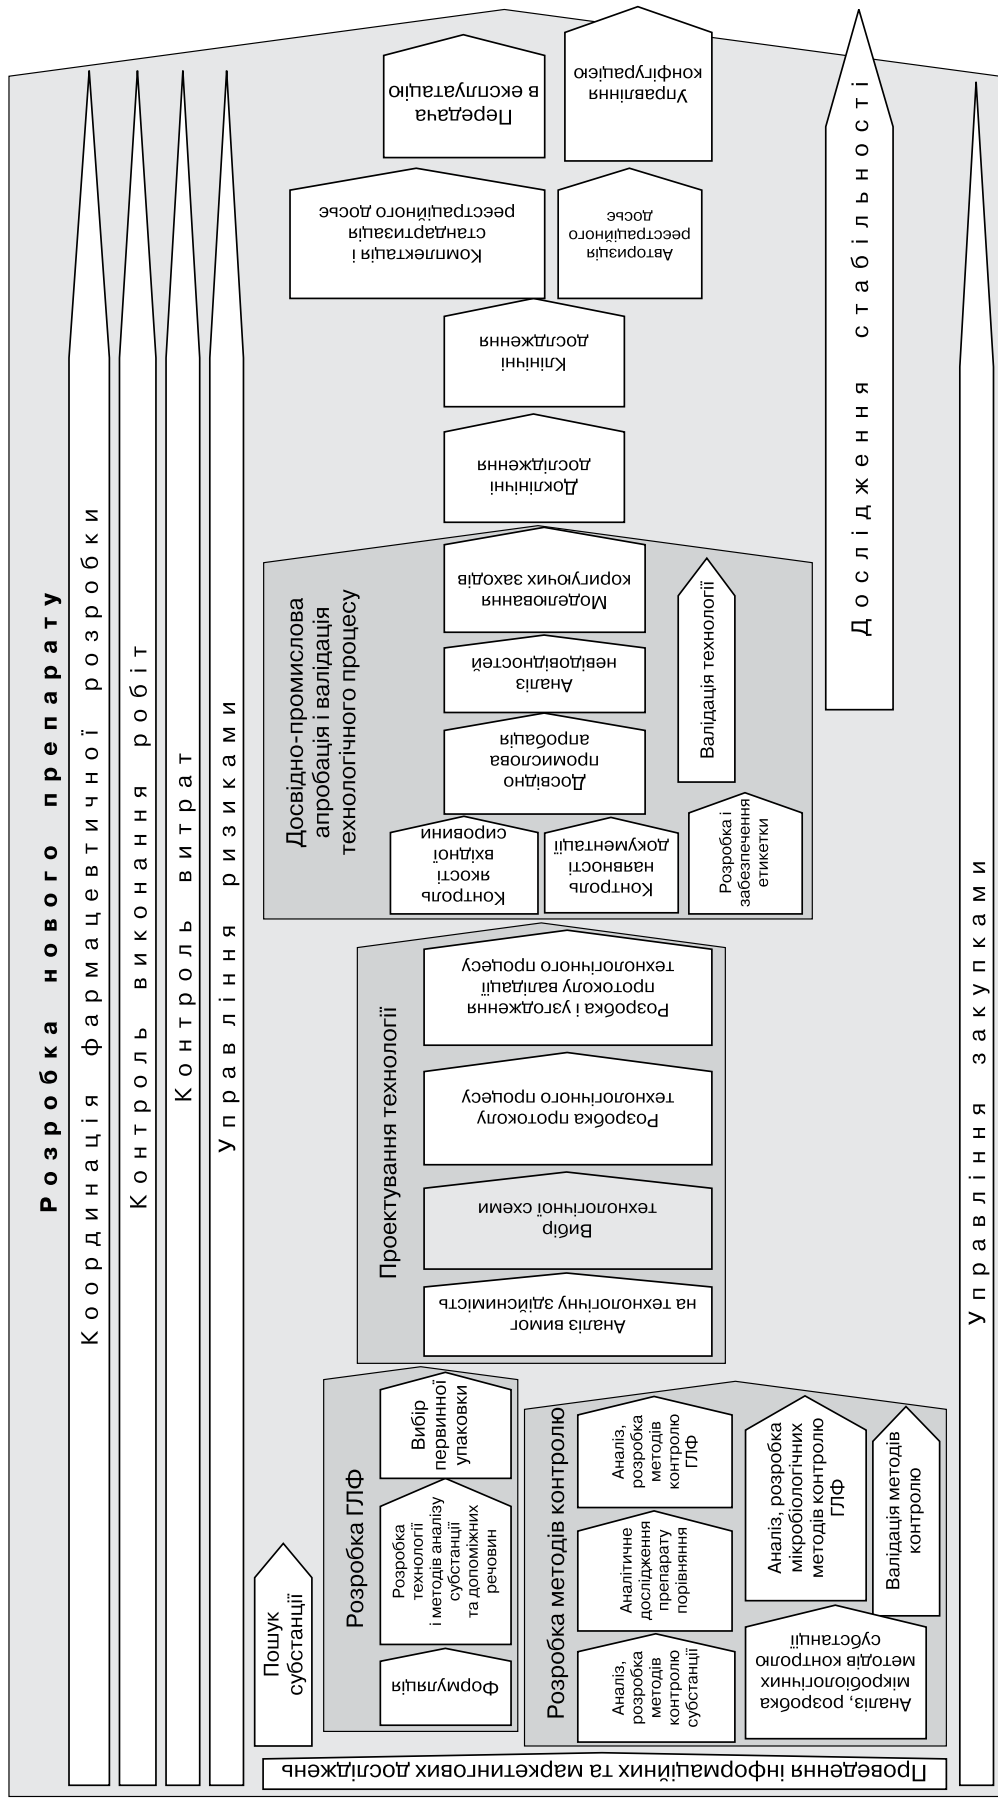 Розробка нового препарату
Координація фармацевтичної розробки
Контроль виконання робіт
Контроль витрат
Управління ризиками
Проведення інформаційних та маркетингових досліджень
Пошук
субстанції
Розробка ГЛФ
Формуляція
Розробка
технології
і методів аналізу
субстанції
та допоміжних
речовин
Вибір
первинної
упаковки
Розробка методів контролю
Аналіз,
розробка
методів
контролю
субстанції
Аналітичне
дослідження
препарату
порівняння
Аналіз,
розробка
методів
контролю
ГЛФ
Аналіз, розробка
мікробіологічних
методів контролю
субстанції
Аналіз, розробка
мікробіологічних
методів контролю
ГЛФ
Валідація методів
контролю
Проектування технології
Аналіз вимог
на технологічну здійснимість
Вибір
технологічної схеми
Розробка протоколу
технологічного процесу
Розробка і узгодження
протоколу валідації
технологічного процесу
Досвідно-промислова
апробація і валідація
технологічного процесу
Контроль
якості
вхідної
сировини
Контроль
наявності
документації
Розробка і
забезпечення
етикетки
Досвідно
промислова
апробація
Аналіз
невідовідностей
Моделювання
коригуючих заходів
Валідація технології
Доклінічні
дослідження
Клінічні
дослдження
Комплектація і
стандартизація
реєстраційного досьє
Авторизція
реєстраційного
досьє
Передача
в експлуатацію
Управління
конфігурацією
Дослідження стабільності
Управління закупками